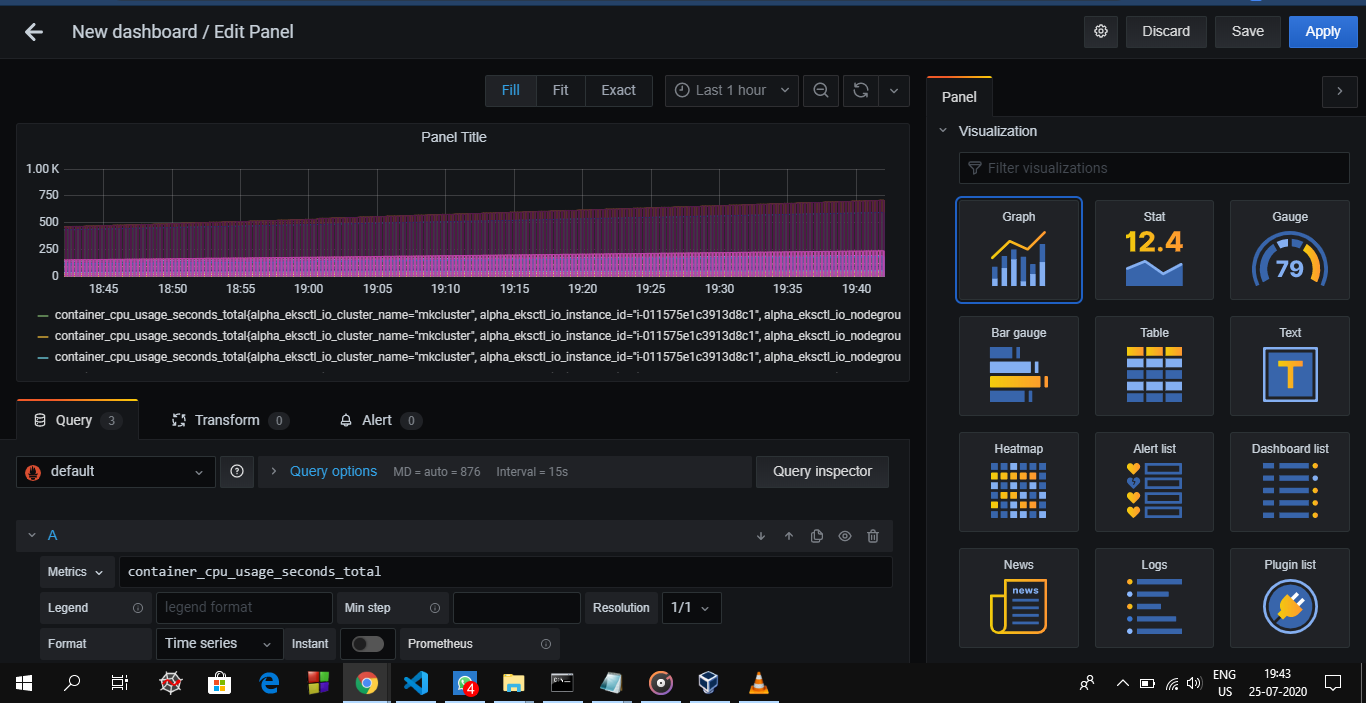 New dashboard / Edit Panel
Discard
Save
Apply
Fill
Fit
Exact
Last 1 hour
Panel
Visualization
Filter visualizations
Panel Title
1.00 K
750
500
250
0
18:45 18:50 18:55 19:00 19:05 19:10 19:15 19:20 19:25 19:30 19:35 19:40
container_cpu_usage_seconds_total{alpha_eksctl_io_cluster_name="mkcluster", alpha_eksctl_io_instance_id="i-011575e1c3913d8c1", alpha_eksctl_io_nodegrou
container_cpu_usage_seconds_total{alpha_eksctl_io_cluster_name="mkcluster", alpha_eksctl_io_instance_id="i-011575e1c3913d8c1", alpha_eksctl_io_nodegrou
container_cpu_usage_seconds_total{alpha_eksctl_io_cluster_name="mkcluster", alpha_eksctl_io_instance_id="i-011575e1c3913d8c1", alpha_eksctl_io_nodegrou
Query 3
Transform 0
Alert 0
default
Query options
MD = auto = 876
Interval = 15s
Query inspector
A
Metrics
container_cpu_usage_seconds_total
Legend
legend format
Min step
Resolution
1/1
Format
Time series
Instant
Prometheus
Graph
Stat
12.4
Gauge
79
Bar gauge
Table
Text
T
Heatmap
Alert list
Dashboard list
News
news
Logs
Plugin list
4
ENG
US
19:43
25-07-2020